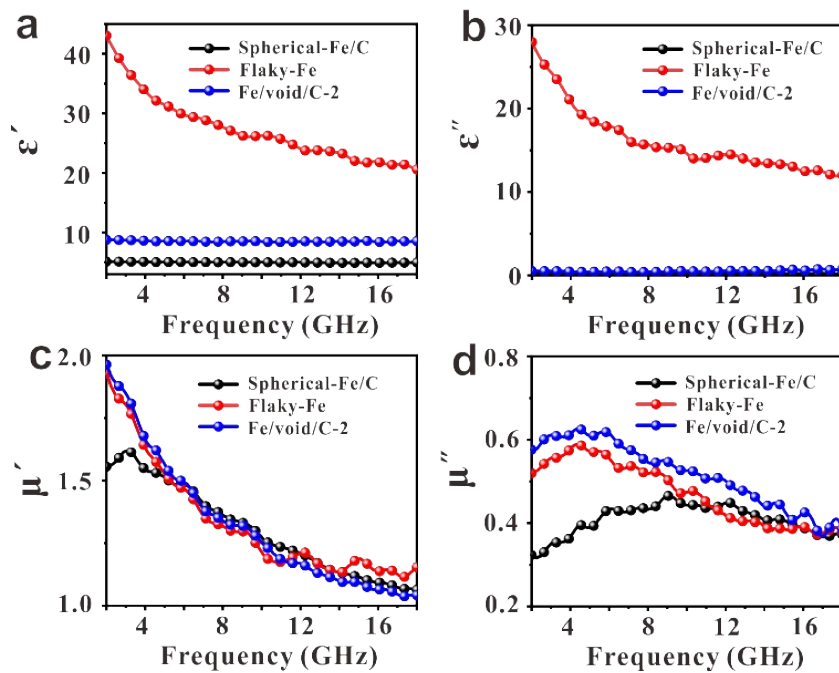 a
Spherical-Fe/C
Flaky-Fe
Fe/void/C-2
40
30
20
10
ε′
4 8 12 16
Frequency (GHz)
b
Spherical-Fe/C
Flaky-Fe
Fe/void/C-2
30
20
10
0
ε″
4 8 12 16
Frequency (GHz)
c
Spherical-Fe/C
Flaky-Fe
Fe/void/C-2
2.0
1.5
1.0
μ′
4 8 12 16
Frequency (GHz)
d
Spherical-Fe/C
Flaky-Fe
Fe/void/C-2
0.8
0.6
0.4
0.2
μ″
4 8 12 16
Frequency (GHz)